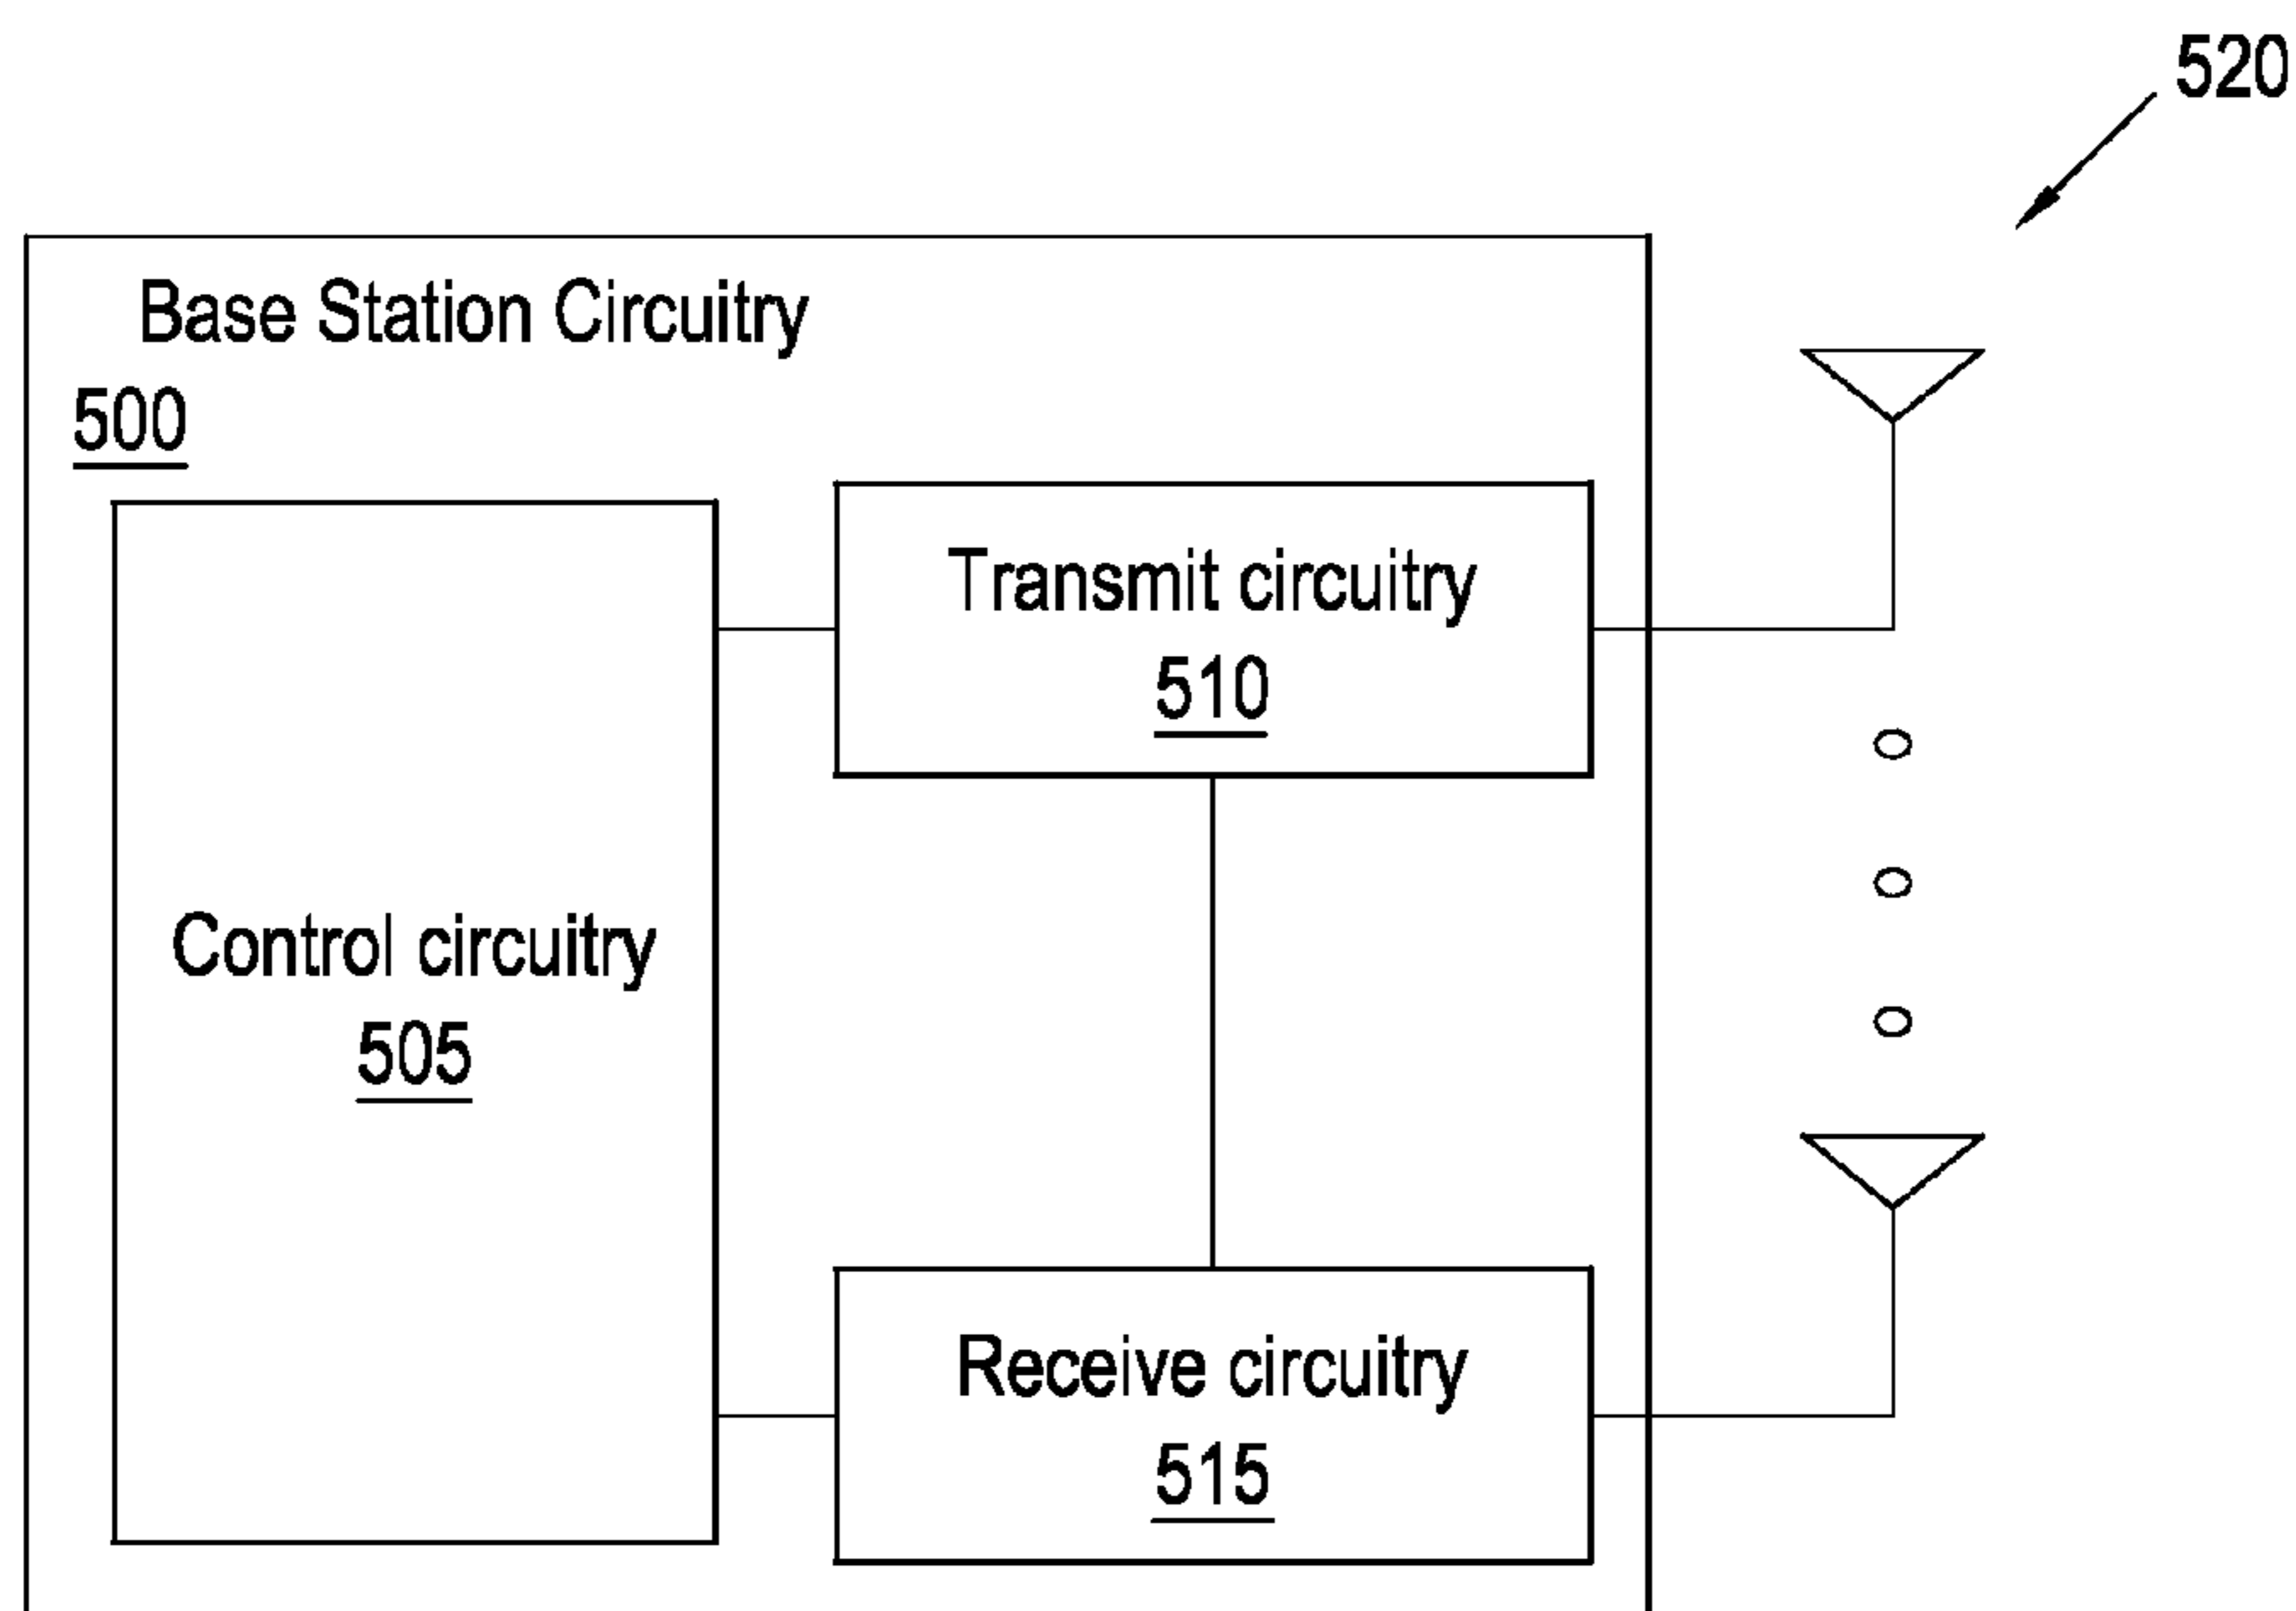 520
Base Station Circuitry
500
Transmit circuitry
510
Control circuitry
505
Receive circuitry
515